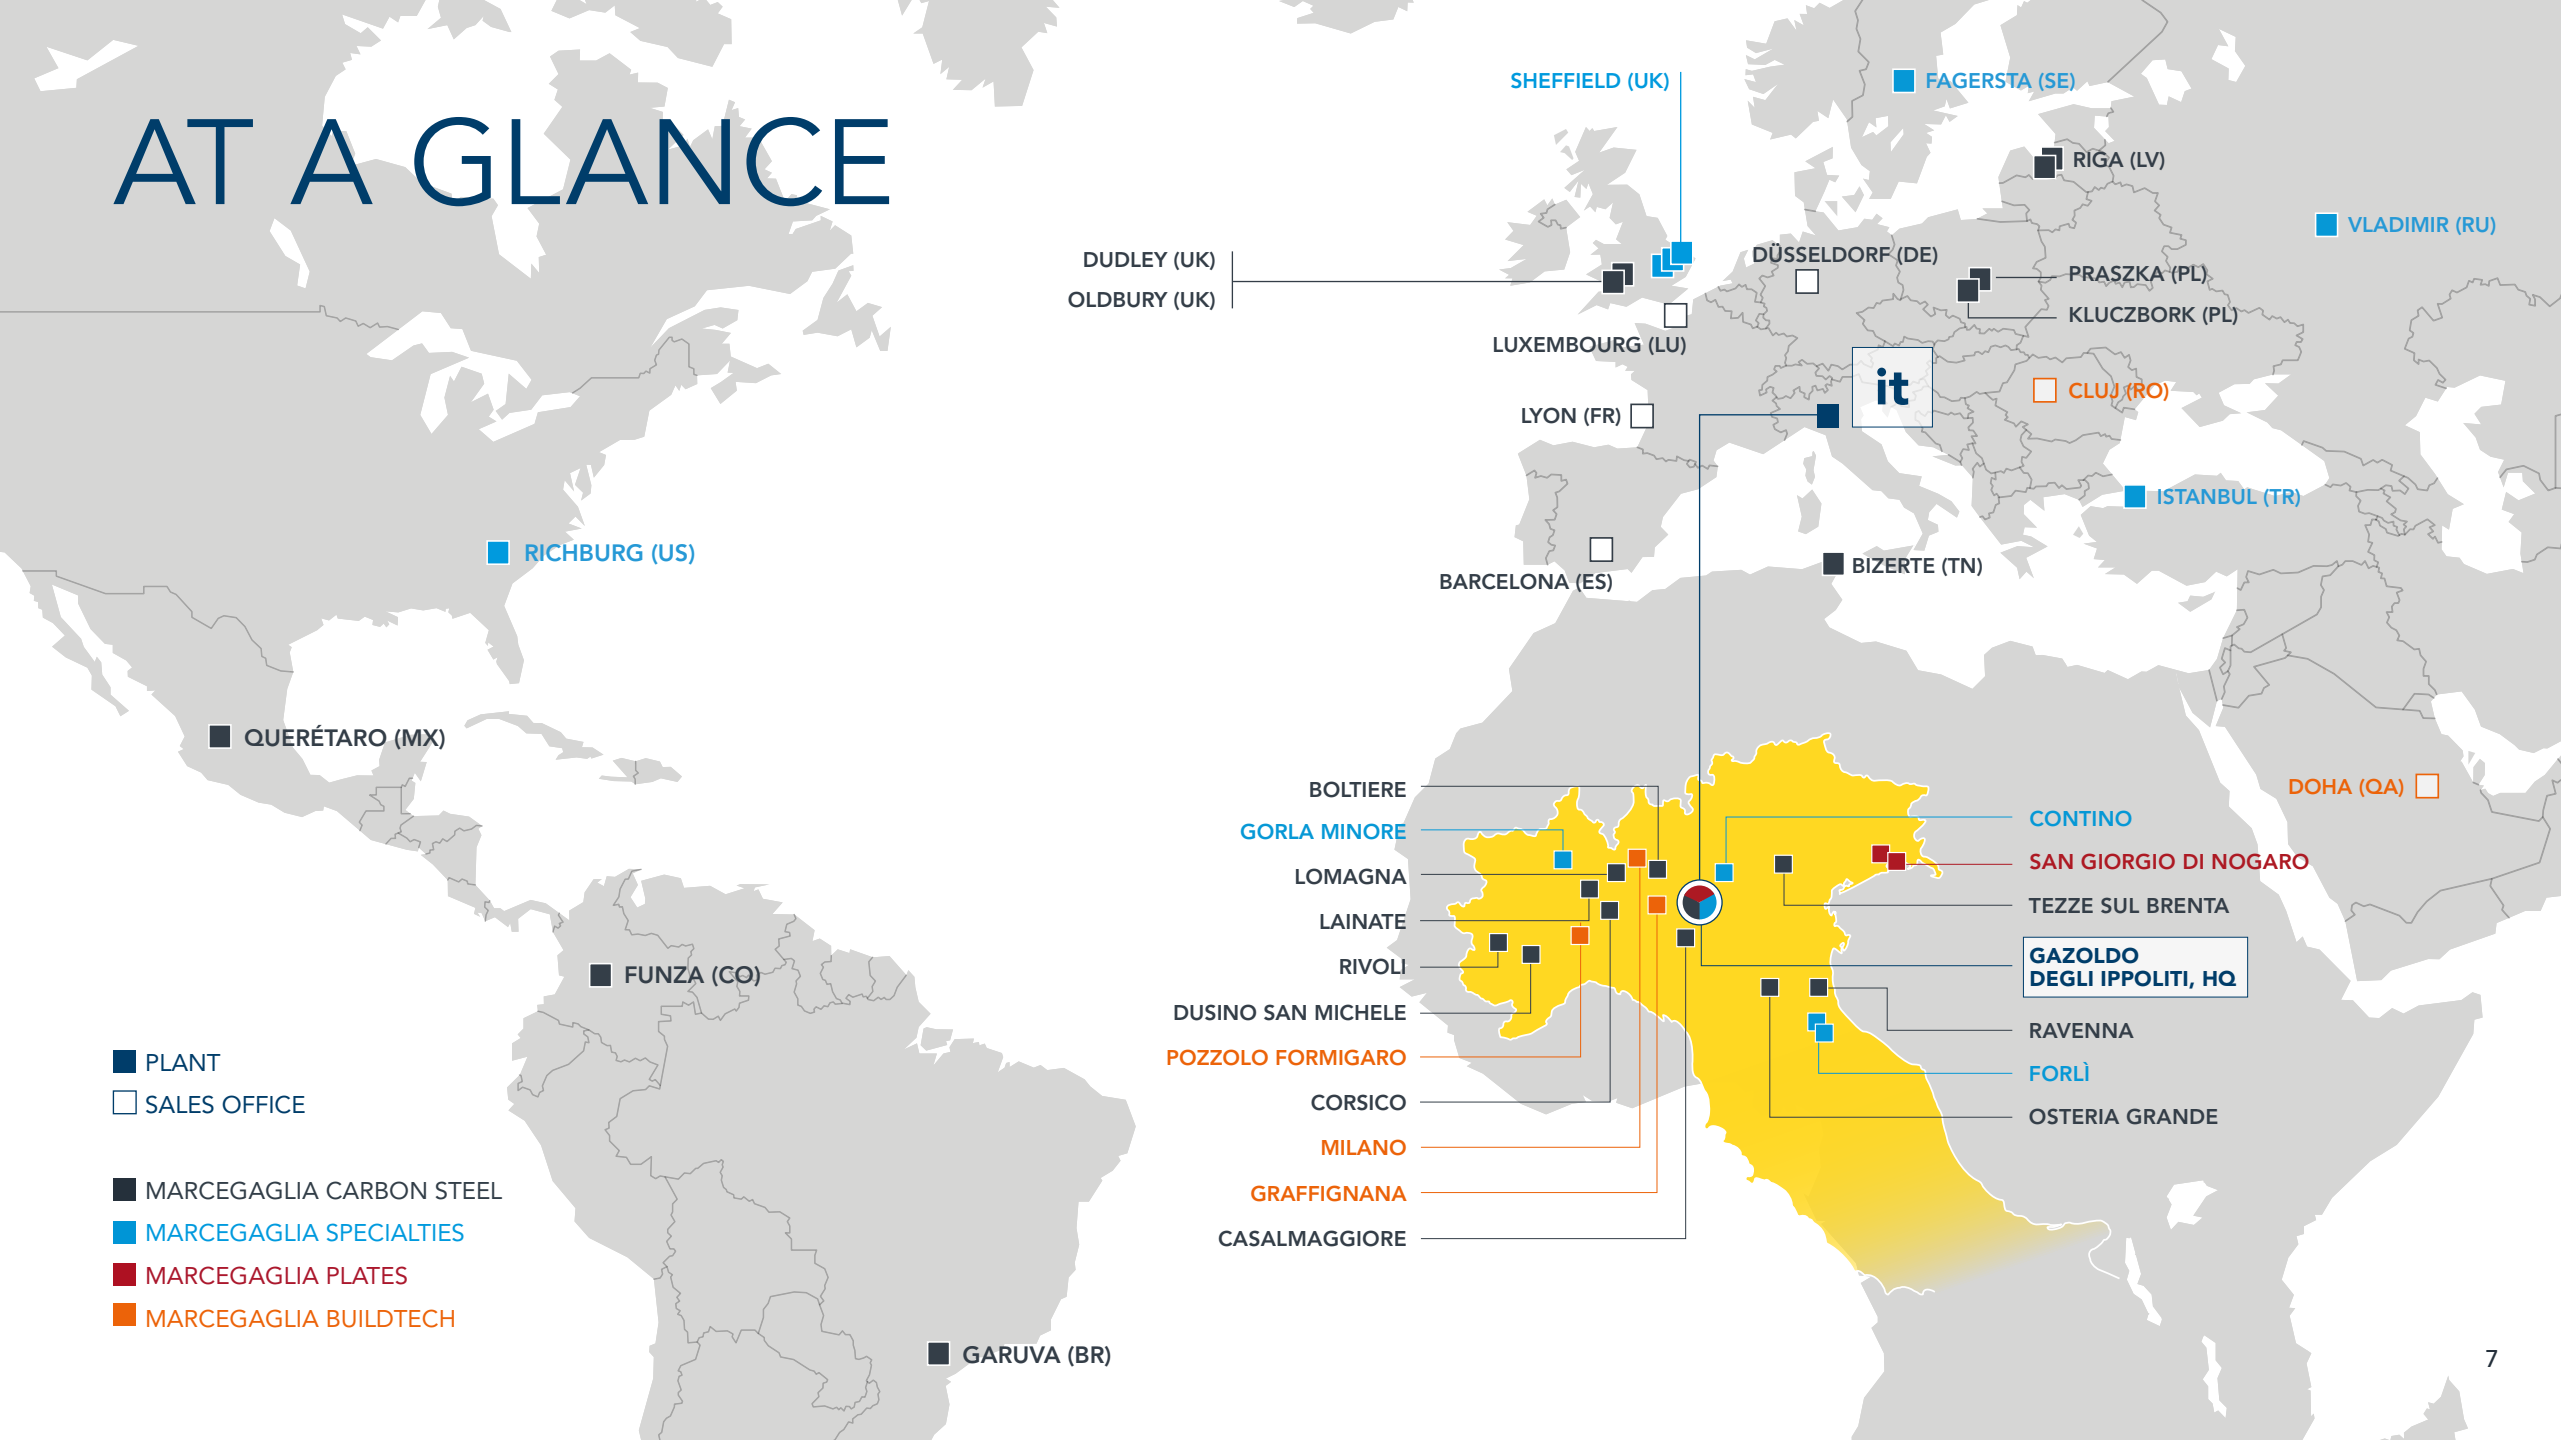 AT A GLANCE
SHEFFIELD (UK)
FAGERSTA (SE)
RIGA (LV)
VLADIMIR (RU)
DUDLEY (UK)
OLDBURY (UK)
DÜSSELDORF (DE)
PRASZKA (PL)
KLUCZBORK (PL)
LUXEMBOURG (LU)
it
CLUJ (RO)
LYON (FR)
ISTANBUL (TR)
RICHBURG (US)
BARCELONA (ES)
BIZERTE (TN)
QUERÉTARO (MX)
DOHA (QA)
BOLTIERE
GORLA MINORE
LOMAGNA
LAINATE
RIVOLI
DUSINO SAN MICHELE
POZZOLO FORMIGARO
CORSICO
MILANO
GRAFFIGNANA
CASALMAGGIORE
CONTINO
SAN GIORGIO DI NOGARO
TEZZE SUL BRENTA
GAZOLDO
DEGLI IPPOLITI, HQ
RAVENNA
FORLÌ
OSTERIA GRANDE
FUNZA (CO)
GARUVA (BR)
PLANT
SALES OFFICE
MARCEGAGLIA CARBON STEEL
MARCEGAGLIA SPECIALTIES
MARCEGAGLIA PLATES
MARCEGAGLIA BUILDTECH
7